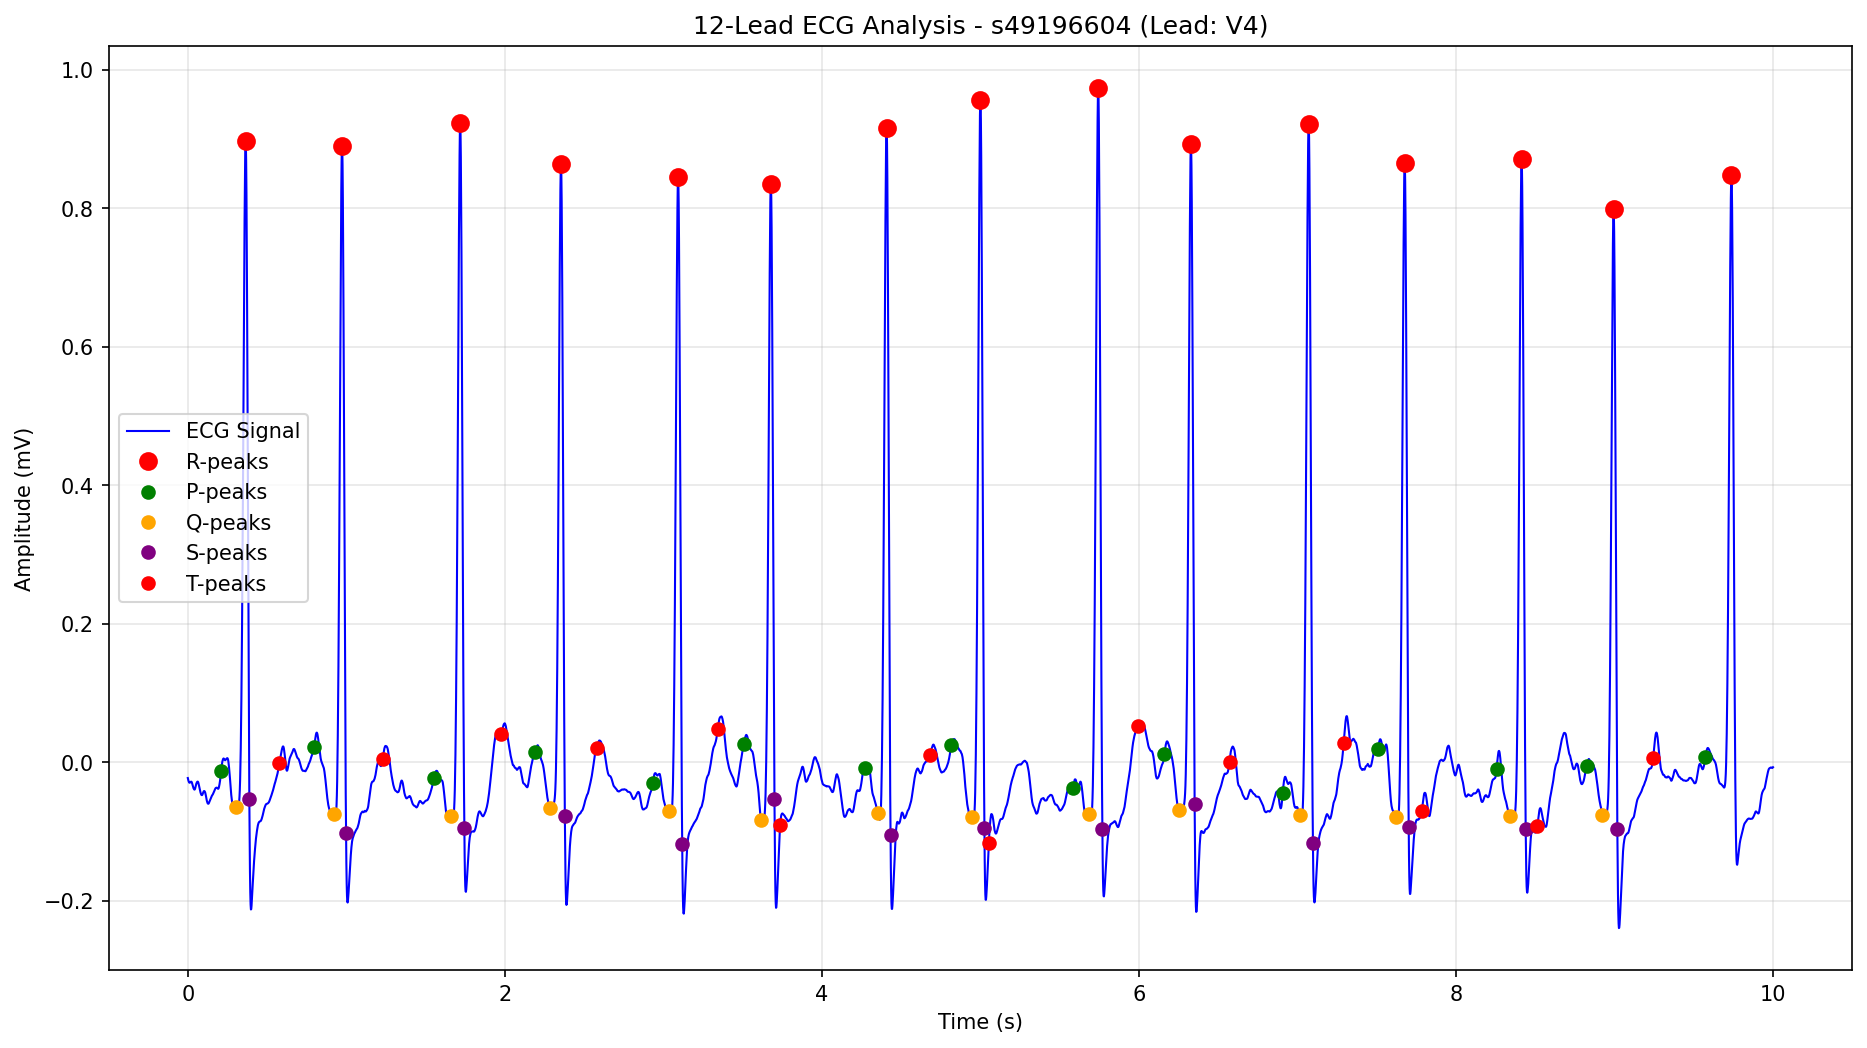 12-Lead ECG Analysis - s49196604 (Lead: V4)
Amplitude (mV)
1.0
0.8
0.6
0.4
0.2
0.0
−0.2
ECG Signal
R-peaks
P-peaks
Q-peaks
S-peaks
T-peaks
0 2 4 6 8 10
Time (s)